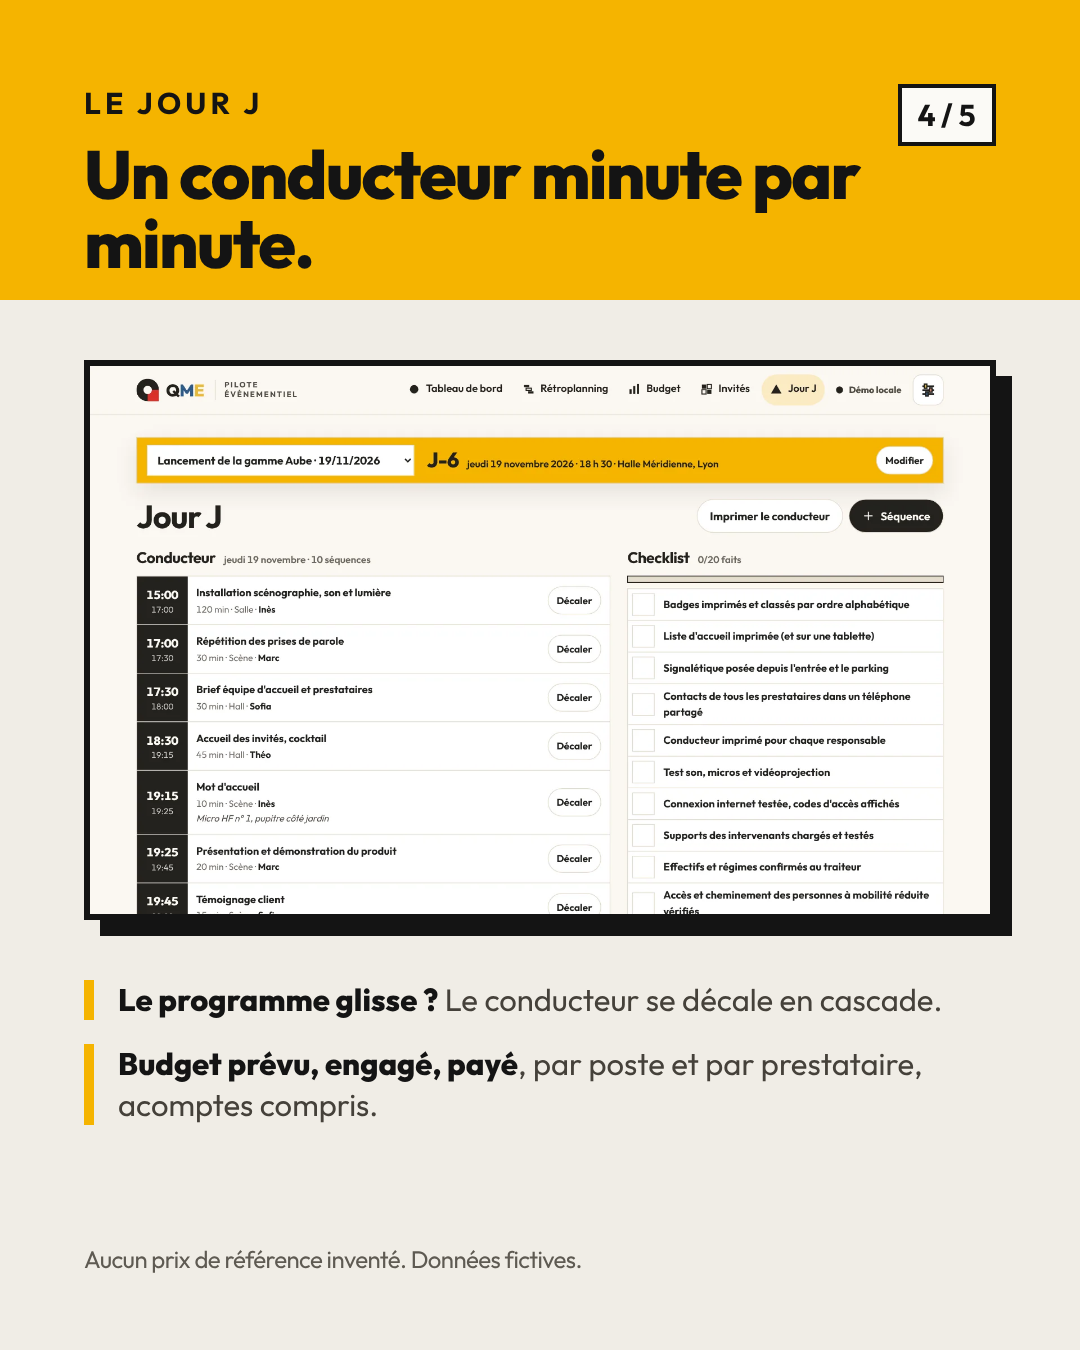 LE JOUR J
4 / 5
Un conducteur minute par
minute.
QME
PILOTE
ÉVÉNEMENTIEL
Tableau de bord
Rétroplanning
Budget
Invités
Jour J
Démo locale
Lancement de la gamme Aube · 19/11/2026
J-6 jeudi 19 novembre 2026 · 18 h 30 · Halle Méridienne, Lyon
Modifier
Jour J
Imprimer le conducteur
+ Séquence
Conducteur jeudi 19 novembre · 10 séquences
15:00
17:00
Installation scénographie, son et lumière
120 min · Salle · Inès
Décaler
17:00
17:30
Répétition des prises de parole
30 min · Scène · Marc
Décaler
17:30
18:00
Brief équipe d'accueil et prestataires
30 min · Hall · Sofia
Décaler
18:30
19:15
Accueil des invités, cocktail
45 min · Hall · Théo
Décaler
19:15
19:25
Mot d'accueil
10 min · Scène · Inès
Micro HF n° 1, pupitre côté jardin
Décaler
19:25
19:45
Présentation et démonstration du produit
20 min · Scène · Marc
Décaler
19:45
Témoignage client
Décaler
Checklist 0/20 faits
Badges imprimés et classés par ordre alphabétique
Liste d'accueil imprimée (et sur une tablette)
Signalétique posée depuis l'entrée et le parking
Contacts de tous les prestataires dans un téléphone
partagé
Conducteur imprimé pour chaque responsable
Test son, micros et vidéoprojection
Connexion internet testée, codes d'accès affichés
Supports des intervenants chargés et testés
Effectifs et régimes confirmés au traiteur
Accès et cheminement des personnes à mobilité réduite
vérifiés
Le programme glisse ? Le conducteur se décale en cascade.
Budget prévu, engagé, payé, par poste et par prestataire,
acomptes compris.
Aucun prix de référence inventé. Données fictives.